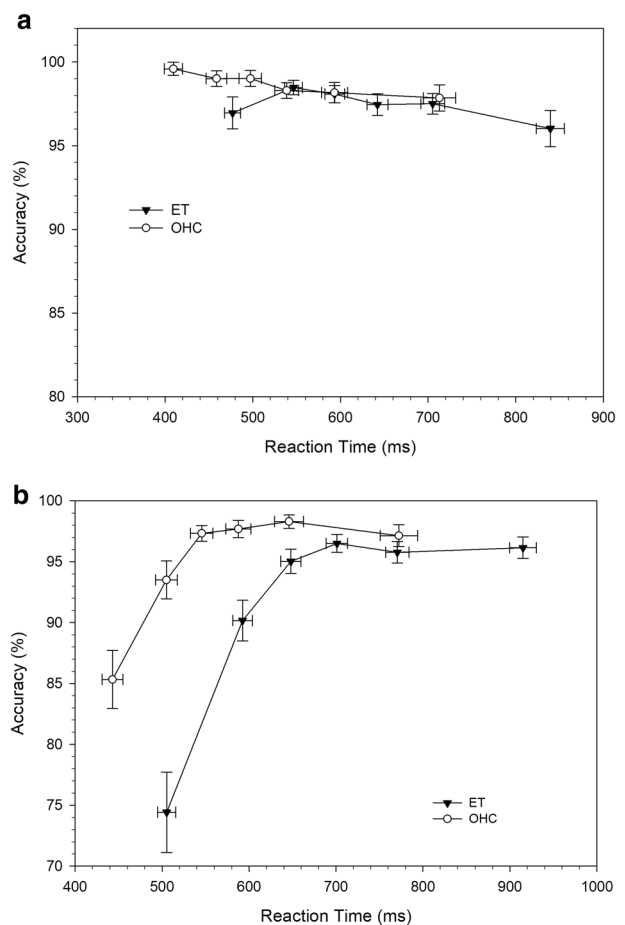 a
100
95
90
85
80
Accuracy (%)
ET
OHC
300 400 500 600 700 800 900
Reaction Time (ms)
b
100
95
90
85
80
75
70
Accuracy (%)
ET
OHC
400 500 600 700 800 900 1000
Reaction Time (ms)